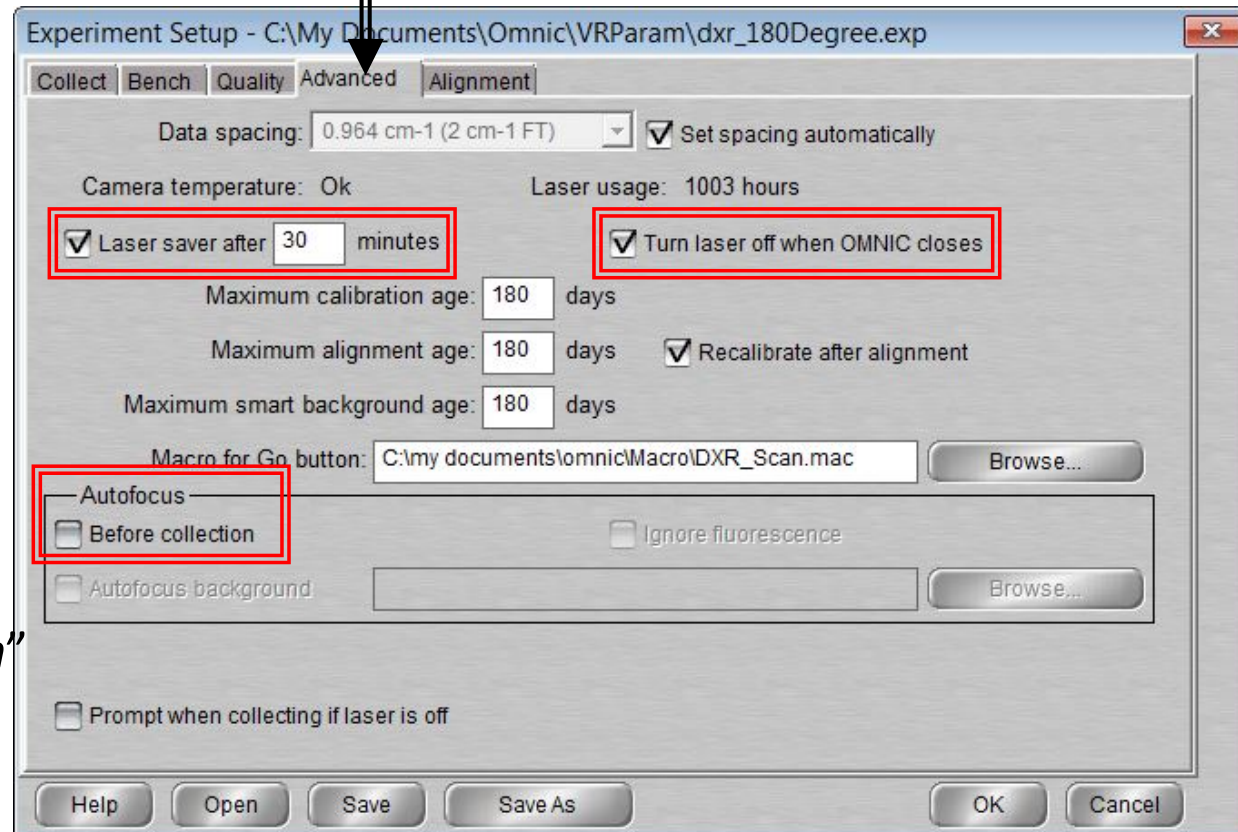 Experiment Setup - C:\My Documents\Omnic\VRParam\dxr_180Degree.exp
Collect Bench Quality Advanced Alignment
Data spacing: 0.964 cm-1 (2 cm-1 FT) Set spacing automatically
Camera temperature: Ok Laser usage: 1003 hours
Laser saver after 30 minutes Turn laser off when OMNIC closes
Maximum calibration age: 180 days
Maximum alignment age: 180 days Recalibrate after alignment
Maximum smart background age: 180 days
Macro for Go button: C:\my documents\omnic\Macro\DXR_Scan.mac Browse...
Autofocus
Before collection Ignore fluorescence
Autofocus background Browse...
Prompt when collecting if laser is off
Help Open Save Save As OK Cancel